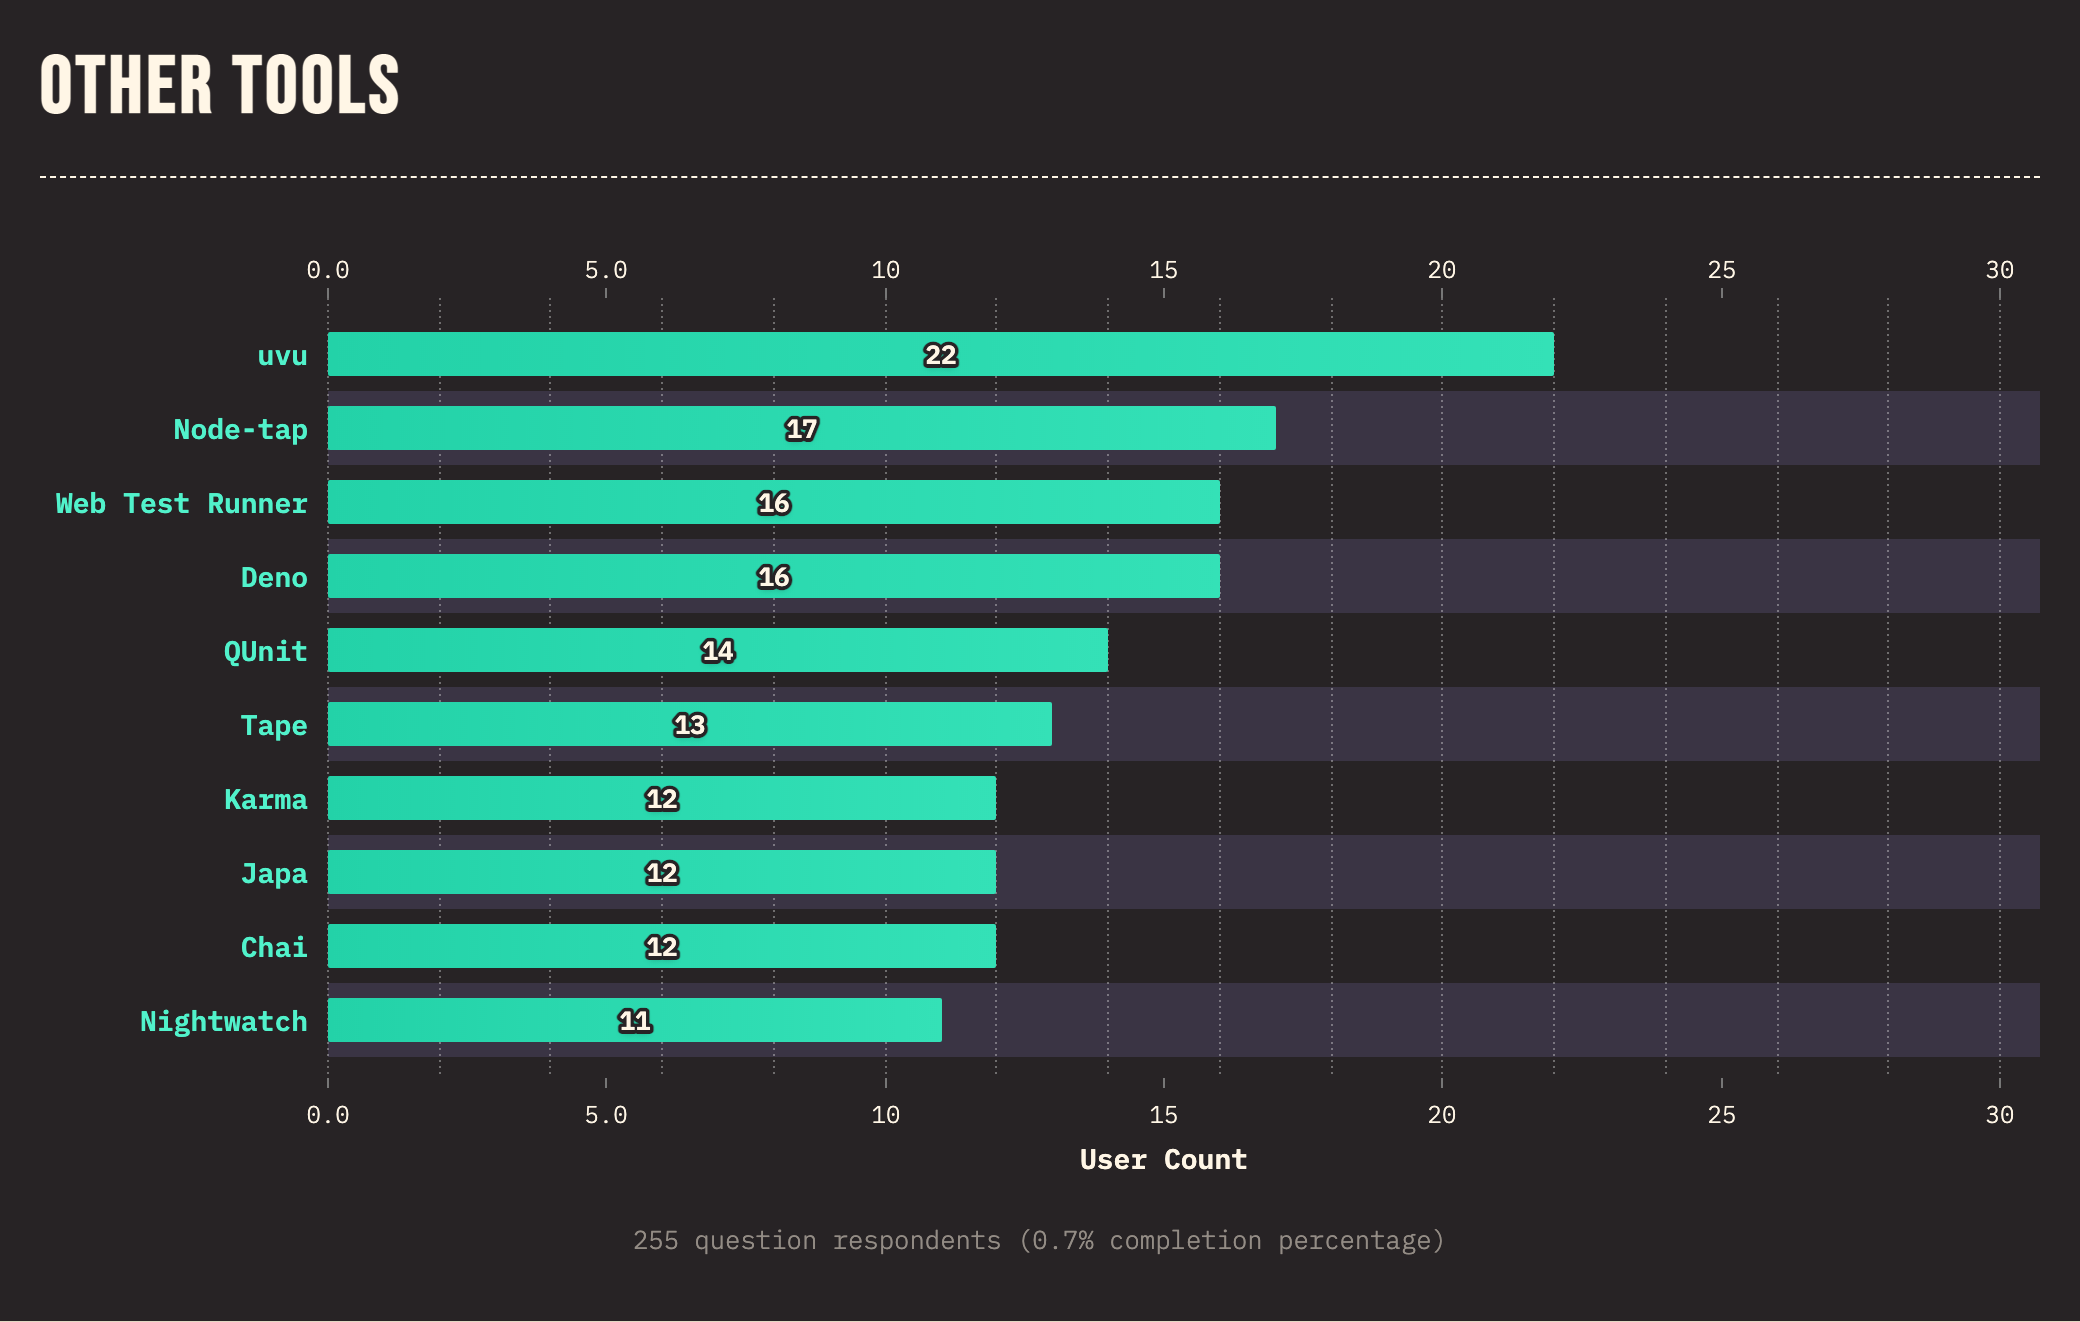 OTHER TOOLS
0.0 5.0 10 15 20 25 30
uvu 22
Node-tap 17
Web Test Runner 16
Deno 16
QUnit 14
Tape 13
Karma 12
Japa 12
Chai 12
Nightwatch 11
0.0 5.0 10 15 20 25 30
User Count
255 question respondents (0.7% completion percentage)